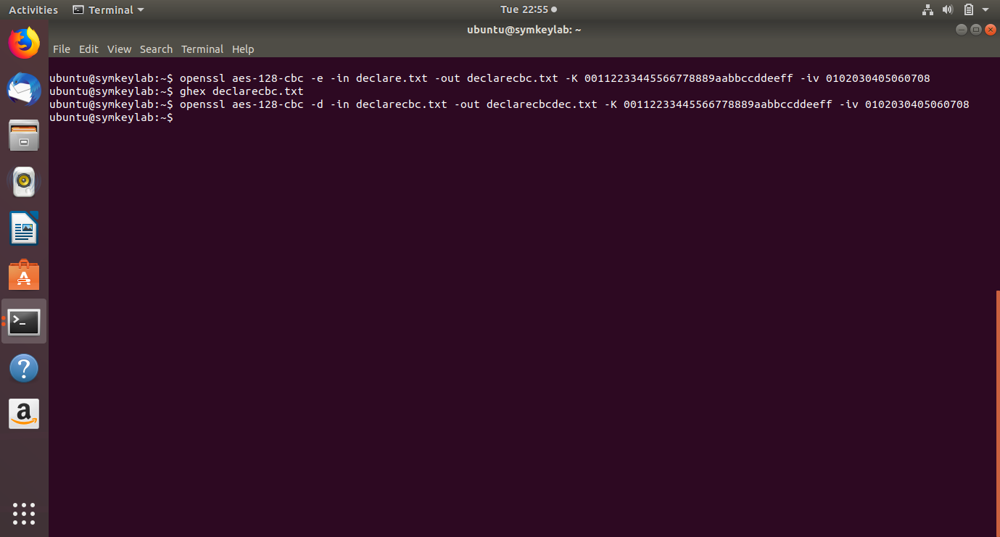 Activities Terminal Tue 22:55
ubuntu@symkeylab: ~
File Edit View Search Terminal Help
ubuntu@symkeylab:~$ openssl aes-128-cbc -e -in declare.txt -out declarecbc.txt -K 00112233445566778889aabbccddeeff -iv 0102030405060708
ubuntu@symkeylab:~$ ghex declarecbc.txt
ubuntu@symkeylab:~$ openssl aes-128-cbc -d -in declarecbc.txt -out declarecbcdec.txt -K 00112233445566778889aabbccddeeff -iv 0102030405060708
ubuntu@symkeylab:~$